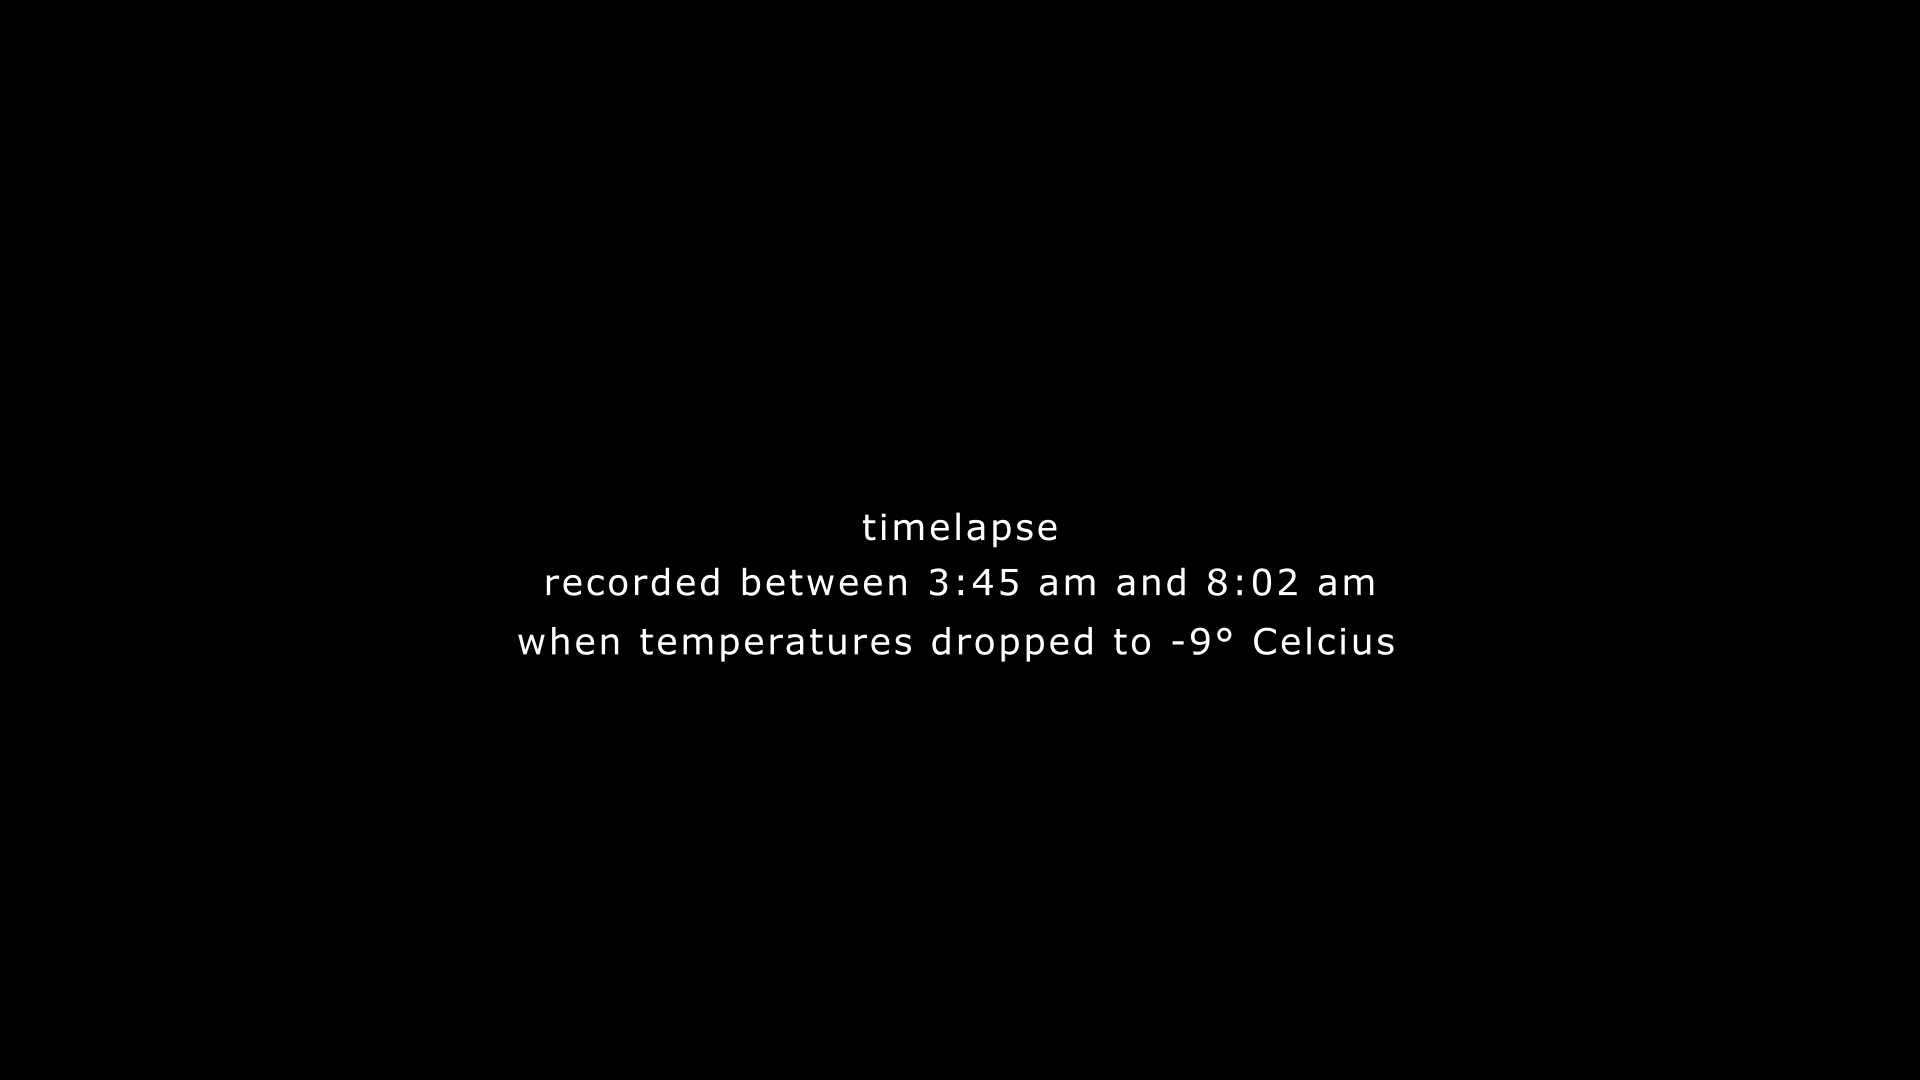 timelapse
recorded between 3:45 am and 8:02 am
when temperatures dropped to -9° Celcius